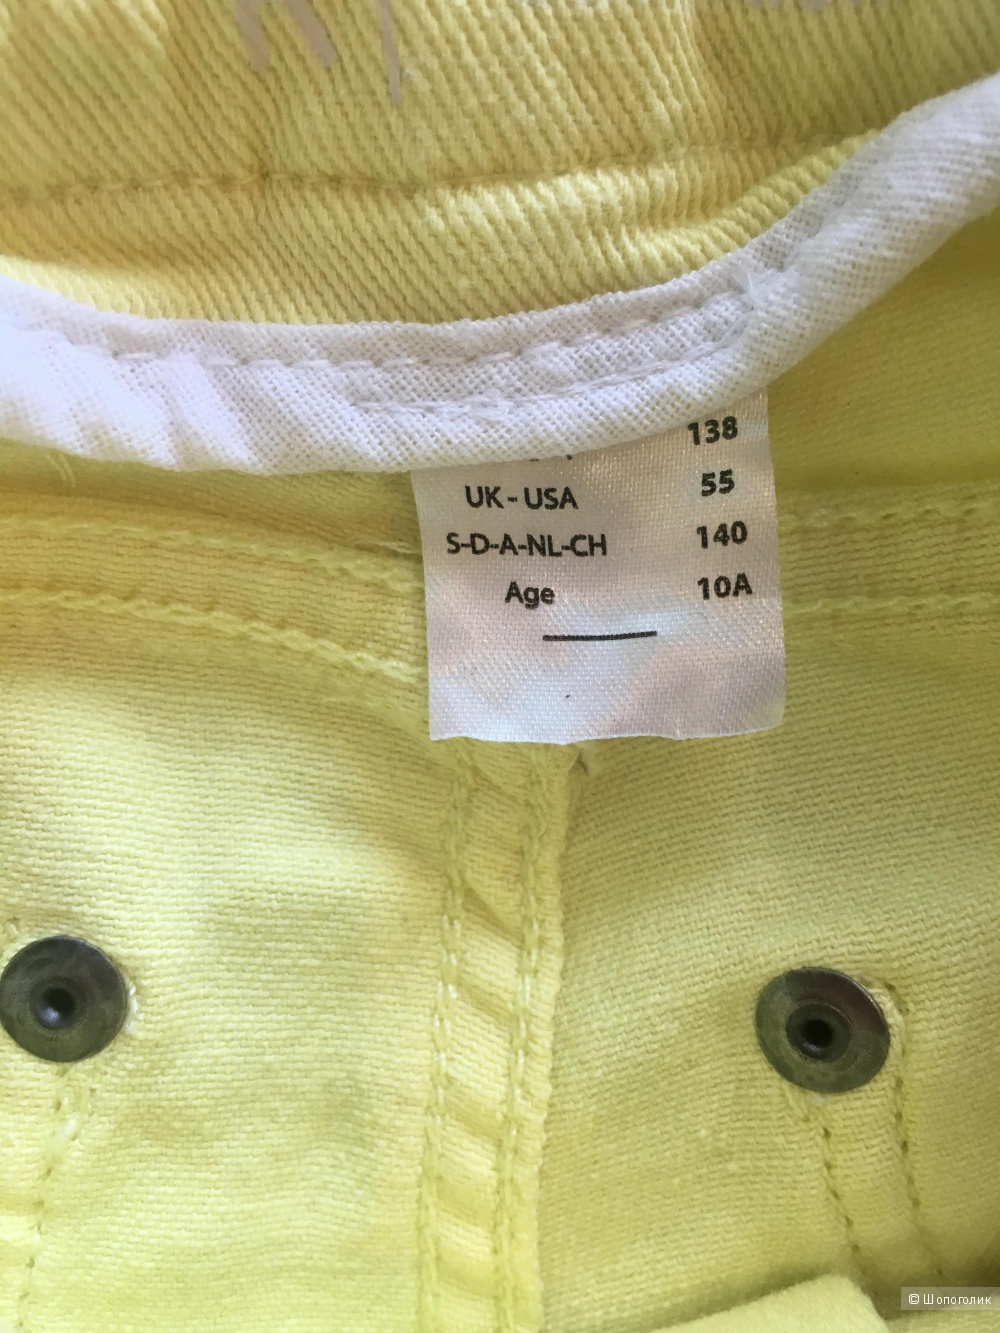 138
UK-USA 55
S-D-A-NL-CH 140
Age 10A
© Шопоголик